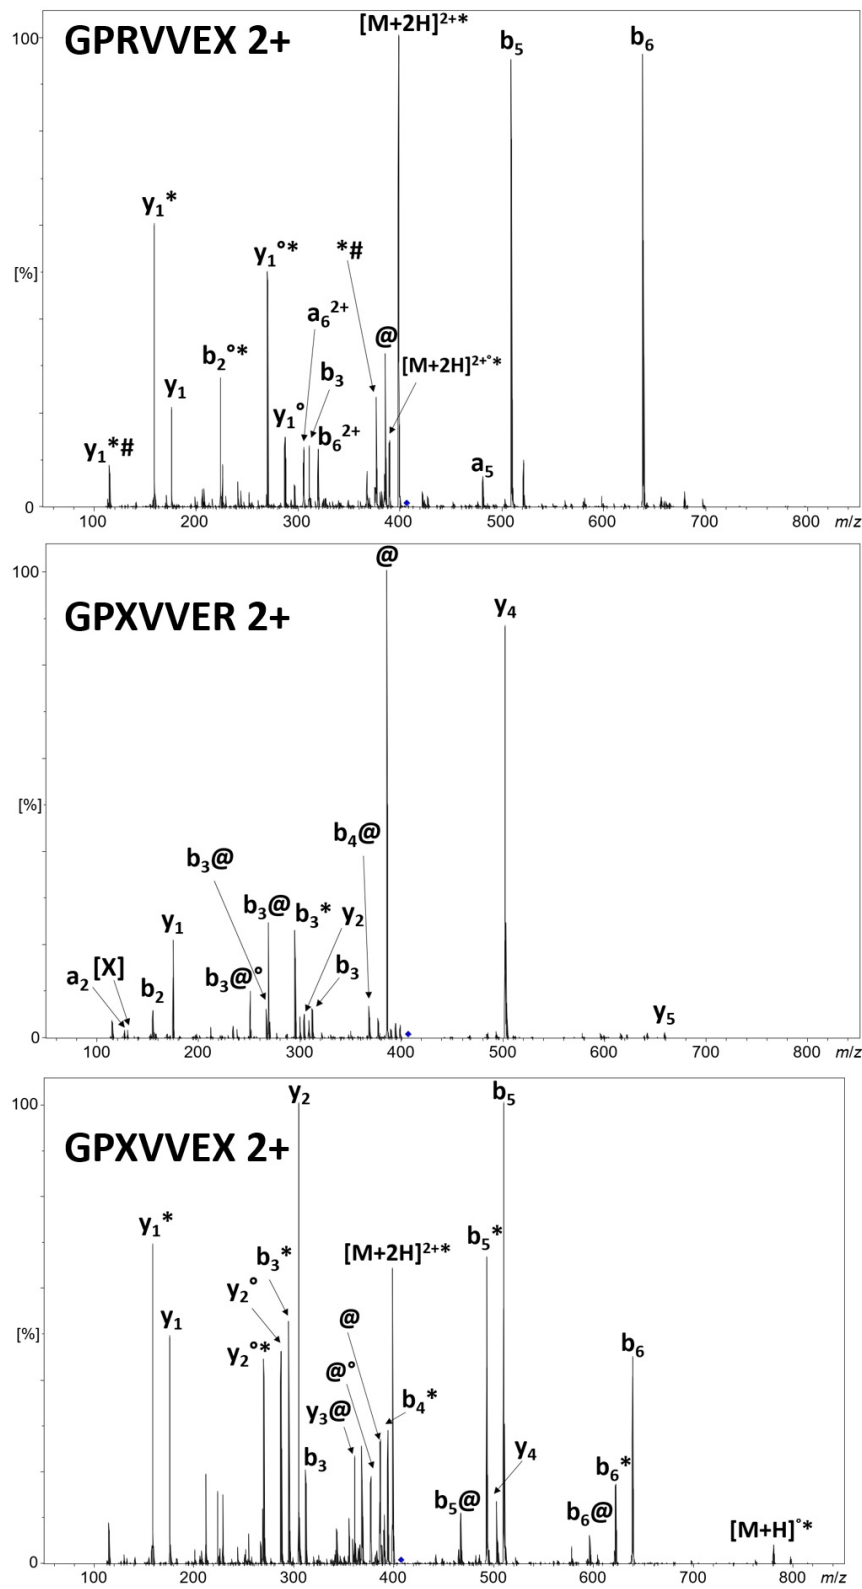 GPRVVEX 2+
[M+2H]²⁺*
b₅
b₆
100
y₁*
y₁°*
*#
[%]
a₆²⁺
@
b₂°*
b₃
[M+2H]²⁺°*
y₁
y₁°
b₆²⁺
y₁*#
a₅
0
100 200 300 400 500 600 700 800 m/z
@
100
GPXVVER 2+
y₄
[%]
b₄@
b₃@
b₃@
b₃*
y₂
y₁
a₂
[X]
b₂
b₃@°
b₃
y₅
0
100 200 300 400 500 600 700 800 m/z
y₂
b₅
100
GPXVVEX 2+
y₁*
b₃*
[M+2H]²⁺*
b₅*
y₂°
y₁
@
b₆
[%]
y₂°*
@°
b₄*
y₃@
b₃
y₄
b₆*
b₅@
b₆@
[M+H]°*
0
100 200 300 400 500 600 700 800 m/z